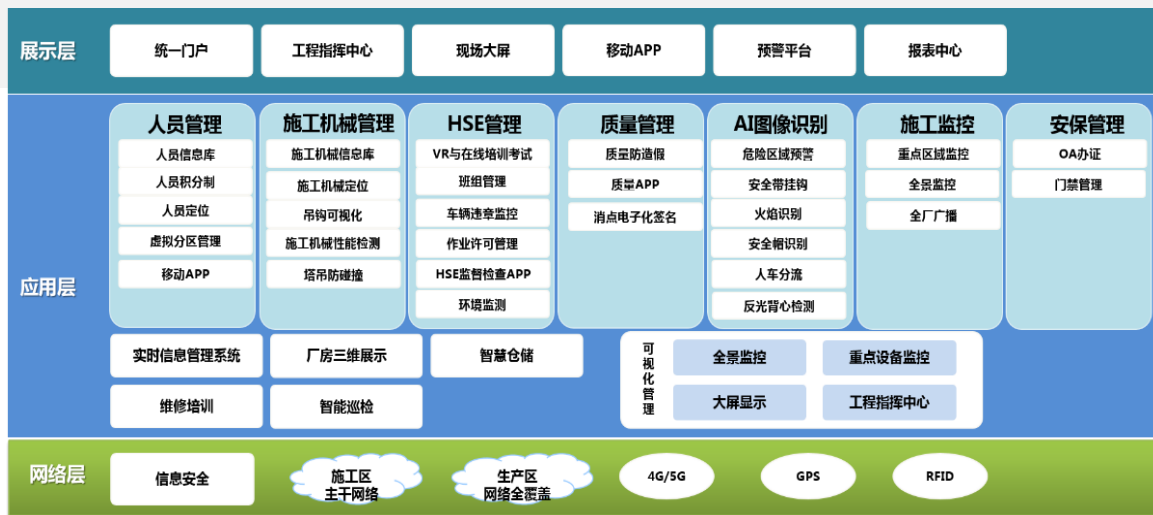 展示层
统一门户
工程指挥中心
现场大屏
移动APP
预警平台
报表中心
应用层
人员管理
人员信息库
人员积分制
人员定位
虚拟分区管理
移动APP
施工机械管理
施工机械信息库
施工机械定位
吊钩可视化
施工机械性能检测
塔吊防碰撞
HSE管理
VR与在线培训考试
班组管理
车辆违章监控
作业许可管理
HSE监督检查APP
环境监测
质量管理
质量防造假
质量APP
消点电子化签名
AI图像识别
危险区域预警
安全带挂钩
火焰识别
安全帽识别
人车分流
反光背心检测
施工监控
重点区域监控
全景监控
全厂广播
安保管理
OA办证
门禁管理
实时信息管理系统
厂房三维展示
智慧仓储
维修培训
智能巡检
可视化管理
全景监控
重点设备监控
大屏显示
工程指挥中心
网络层
信息安全
施工区
主干网络
生产区
网络全覆盖
4G/5G
GPS
RFID